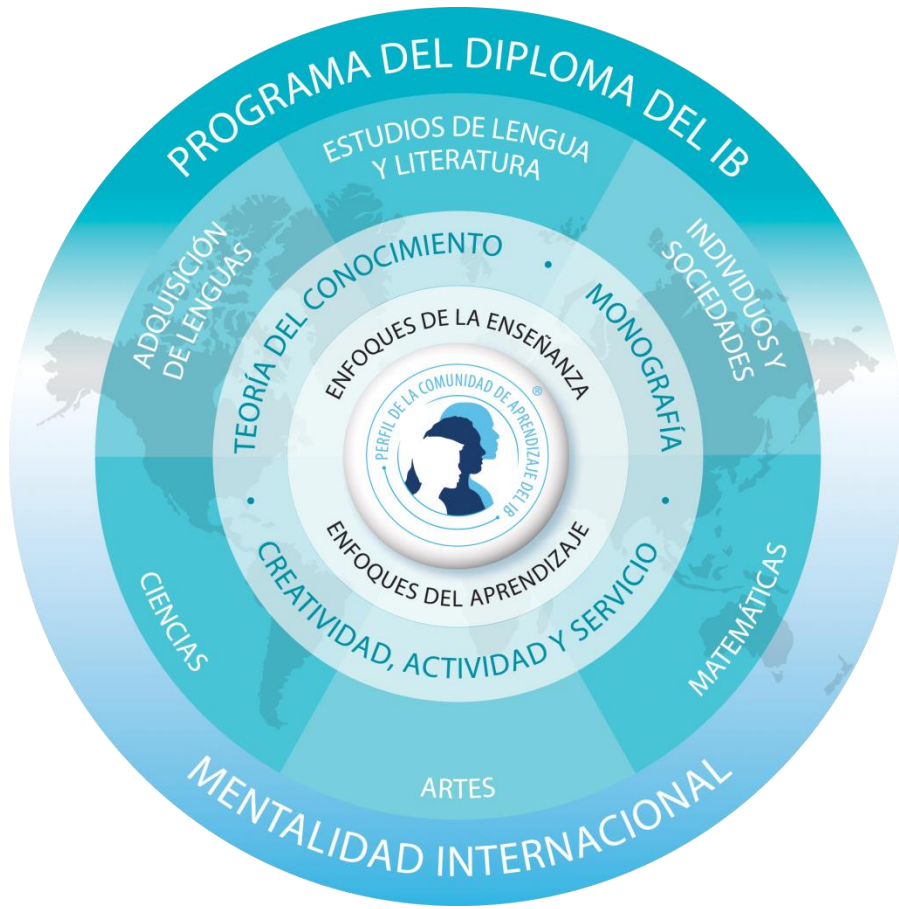 PROGRAMA DEL DIPLOMA DEL IB
ESTUDIOS DE LENGUA
Y LITERATURA
ADQUISICIÓN
DE LENGUAS
INDIVIDUOS Y
SOCIEDADES
TEORÍA DEL CONOCIMIENTO
•
MONOGRAFÍA
•
CREATIVIDAD, ACTIVIDAD Y SERVICIO
•
ENFOQUES DE LA ENSEÑANZA
• PERFIL DE LA COMUNIDAD DE APRENDIZAJE DEL IB •
®
ENFOQUES DEL APRENDIZAJE
CIENCIAS
MATEMÁTICAS
ARTES
MENTALIDAD INTERNACIONAL